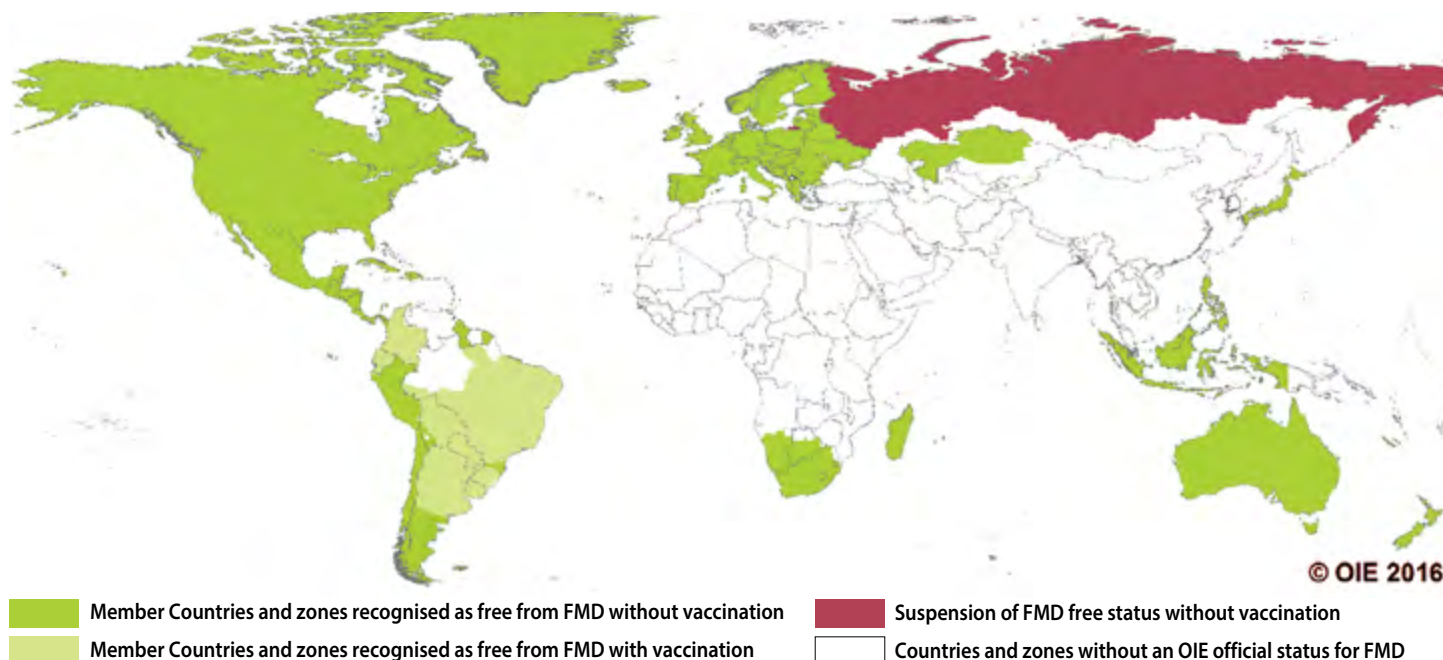 © OIE 2016
Member Countries and zones recognised as free from FMD without vaccination
Suspension of FMD free status without vaccination
Member Countries and zones recognised as free from FMD with vaccination
Countries and zones without an OIE official status for FMD